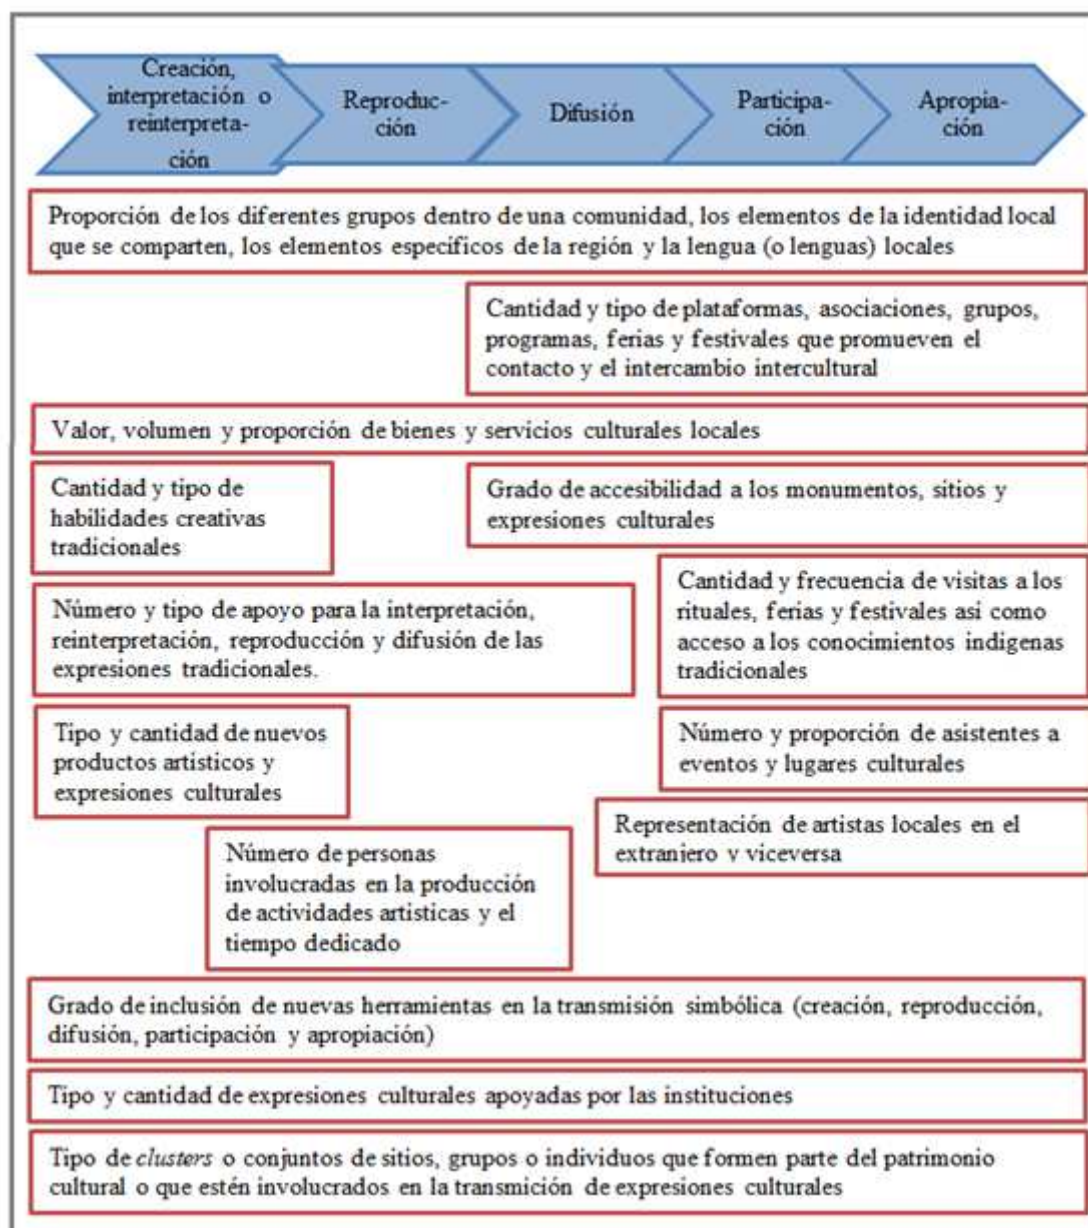 Creación,
interpretación o
reinterpreta-
ción
Reproduc-
ción
Difusión
Participa-
ción
Apropia-
ción
Proporción de los diferentes grupos dentro de una comunidad, los elementos de la identidad local
que se comparten, los elementos específicos de la región y la lengua (o lenguas) locales
Cantidad y tipo de plataformas, asociaciones, grupos,
programas, ferias y festivales que promueven el
contacto y el intercambio intercultural
Valor, volumen y proporción de bienes y servicios culturales locales
Cantidad y tipo de
habilidades creativas
tradicionales
Grado de accesibilidad a los monumentos, sitios y
expresiones culturales
Cantidad y frecuencia de visitas a los
rituales, ferias y festivales así como
acceso a los conocimientos indígenas
tradicionales
Número y tipo de apoyo para la interpretación,
reinterpretación, reproducción y difusión de las
expresiones tradicionales.
Tipo y cantidad de nuevos
productos artísticos y
expresiones culturales
Número y proporción de asistentes a
eventos y lugares culturales
Representación de artistas locales en el
extranjero y viceversa
Número de personas
involucradas en la producción
de actividades artísticas y el
tiempo dedicado
Grado de inclusión de nuevas herramientas en la transmisión simbólica (creación, reproducción,
difusión, participación y apropiación)
Tipo y cantidad de expresiones culturales apoyadas por las instituciones
Tipo de clusters o conjuntos de sitios, grupos o individuos que formen parte del patrimonio
cultural o que estén involucrados en la transmición de expresiones culturales